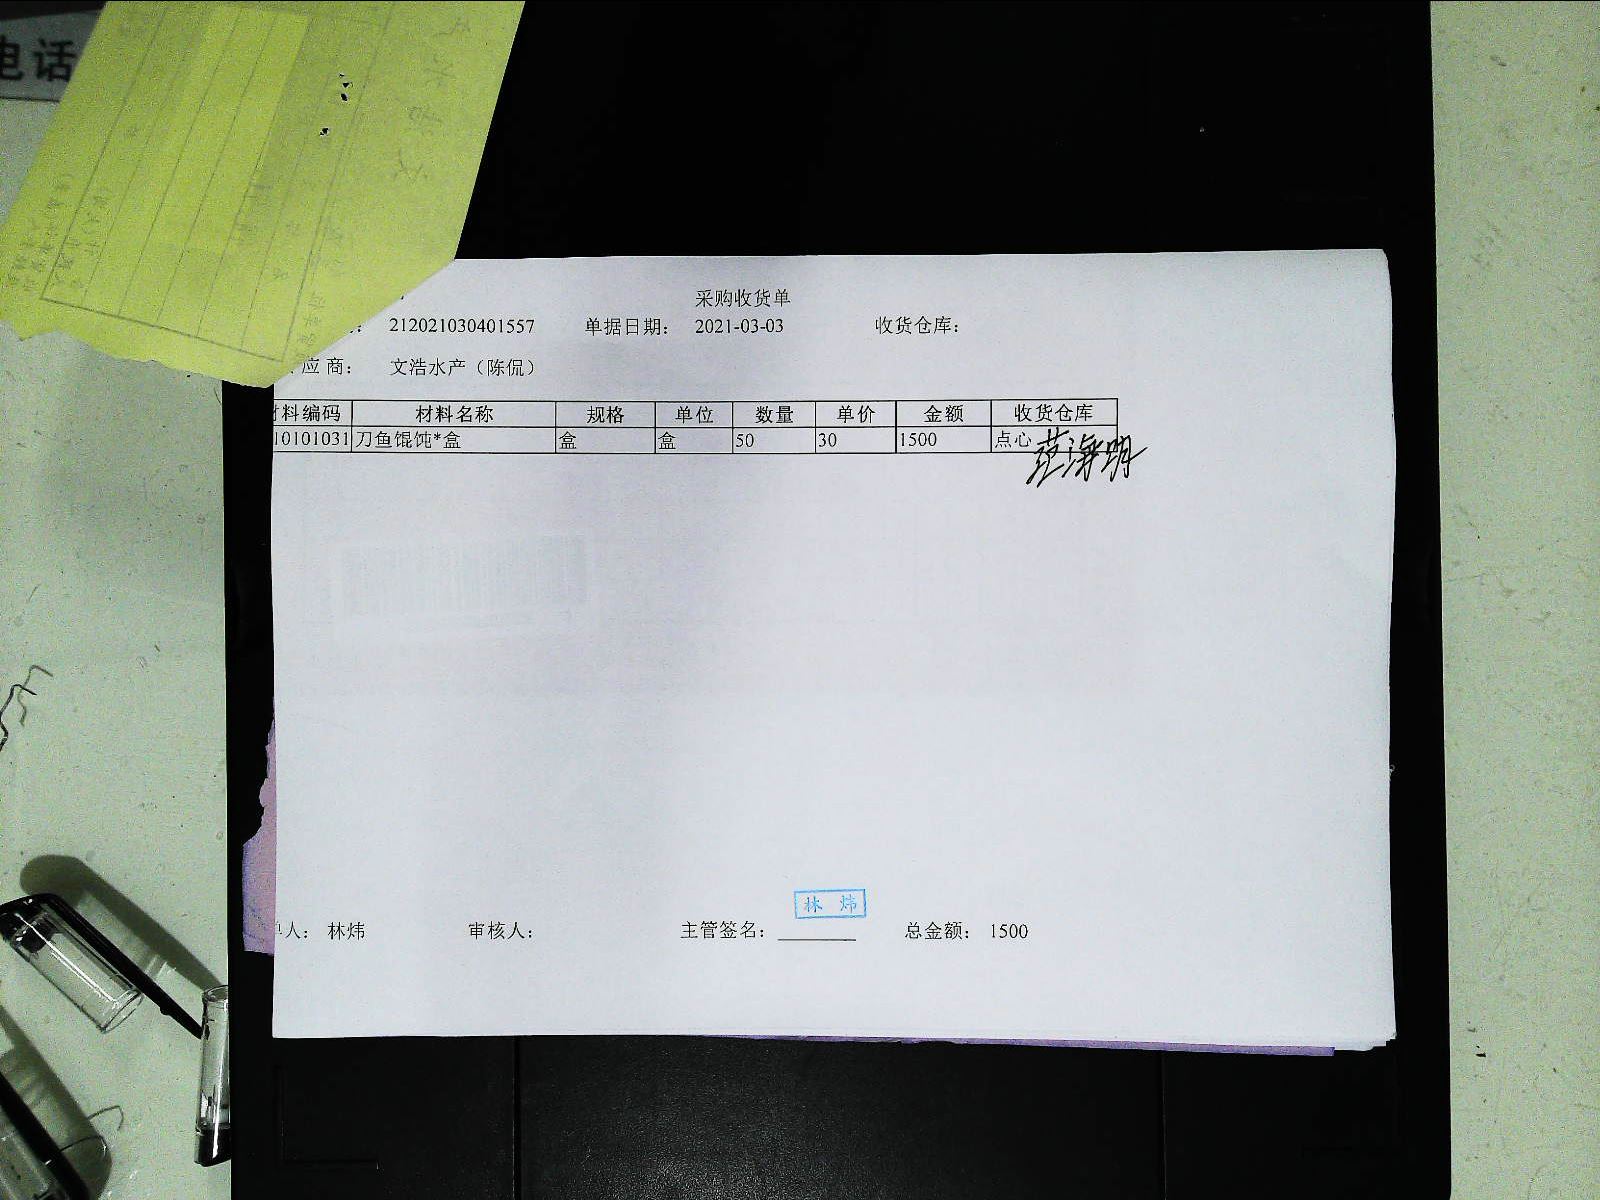 电话
采购收货单
: 212021030401557 单据日期: 2021-03-03 收货仓库:
应商: 文浩水产（陈侃）
料编码 材料名称 规格 单位 数量 单价 金额 收货仓库
10101031 刀鱼馄饨*盒 盒 盒 50 30 1500 点心
范海明
林炜
人: 林炜 审核人: 主管签名: 总金额: 1500